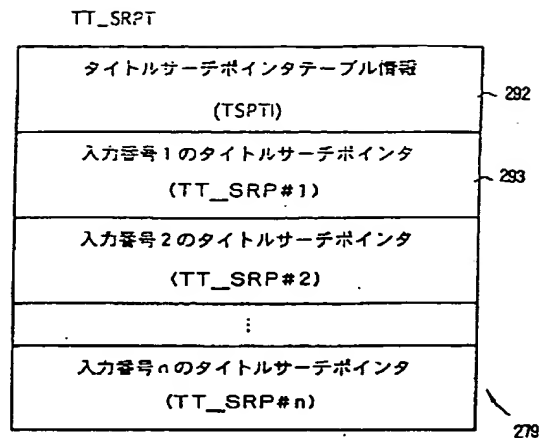 TT_SRPT
タイトルサーチポインタテーブル情報
(TSPTI)
292
入力番号1のタイトルサーチポインタ
(TT_SRP#1)
293
入力番号2のタイトルサーチポインタ
(TT_SRP#2)
⋮
入力番号nのタイトルサーチポインタ
(TT_SRP#n)
279